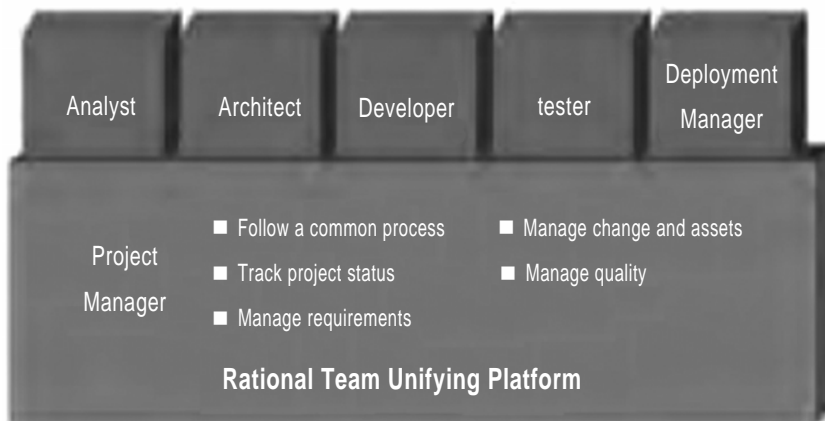 Analyst
Architect
Developer
tester
Deployment
Manager
Project
Manager
■ Follow a common process
■ Track project status
■ Manage requirements
■ Manage change and assets
■ Manage quality
Rational Team Unifying Platform